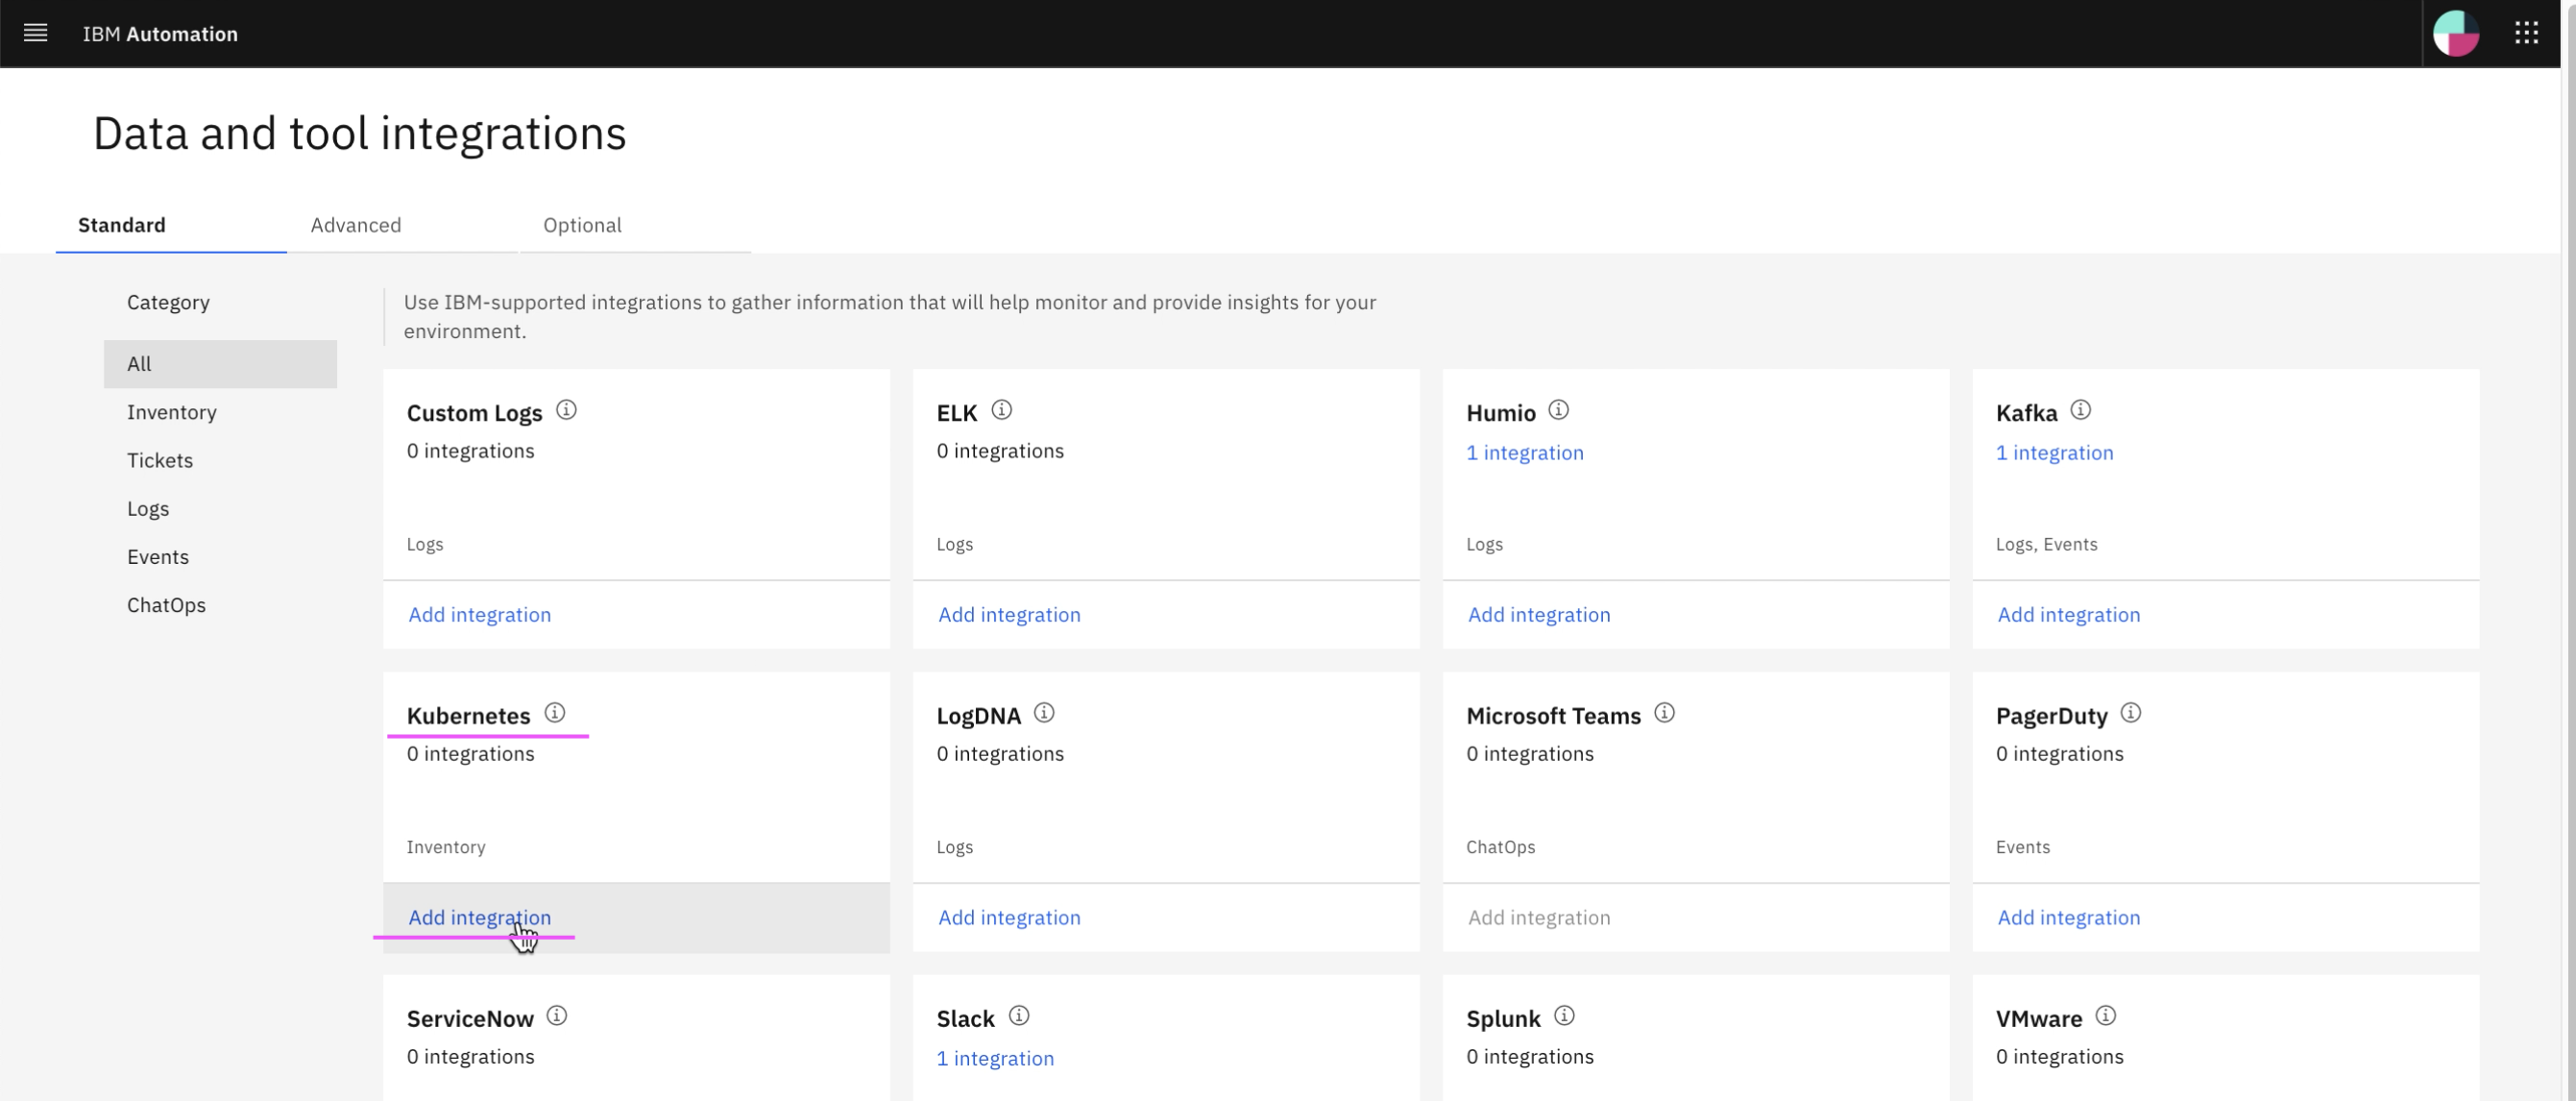 IBM Automation
Data and tool integrations
Standard
Advanced
Optional
Category
All
Inventory
Tickets
Logs
Events
ChatOps
Use IBM-supported integrations to gather information that will help monitor and provide insights for your
environment.
Custom Logs
0 integrations
Logs
Add integration
ELK
0 integrations
Logs
Add integration
Humio
1 integration
Logs
Add integration
Kafka
1 integration
Logs, Events
Add integration
Kubernetes
0 integrations
Inventory
Add integration
LogDNA
0 integrations
Logs
Add integration
Microsoft Teams
0 integrations
ChatOps
Add integration
PagerDuty
0 integrations
Events
Add integration
ServiceNow
0 integrations
Slack
1 integration
Splunk
0 integrations
VMware
0 integrations